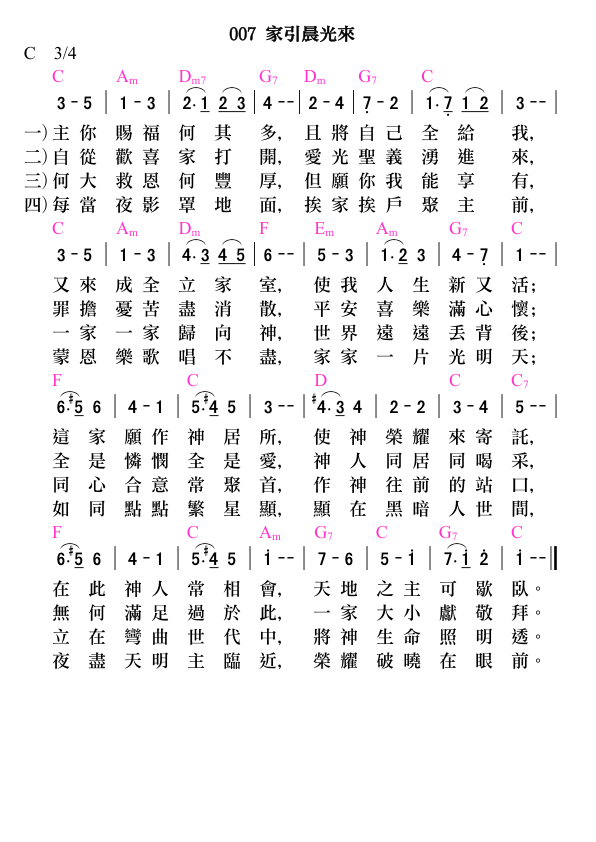 007 家引晨光來
C 3/4
C Am Dm7 G7 Dm G7 C
3 - 5 | 1 - 3 | 2· 1 2 3 | 4 - - | 2 - 4 | 7 - 2 | 1· 7 1 2 | 3 - - |
一)主你 賜福 何其多, 且將自己 全給我,
二)自從 歡喜 家打開, 愛光聖義 湧進來,
三)何大 救恩 何豐厚, 但願你我 能享有,
四)每當 夜影 罩地面, 挨家挨戶 聚主前,
C Am Dm F Em Am G7 C
3 - 5 | 1 - 3 | 4· 3 4 5 | 6 - - | 5 - 3 | 1· 2 3 | 4 - 7 | 1 - - |
又來成全立家室, 使我人生新又活;
罪擔憂苦盡消散, 平安喜樂滿心懷;
一家一家歸向神, 世界遠遠丟背後;
蒙恩樂歌唱不盡, 家家一片光明天;
F C D C C7
6· #5 6 | 4 - 1 | 5· #4 5 | 3 - - | #4· 3 4 | 2 - 2 | 3 - 4 | 5 - - |
這家願作神居所, 使神榮耀來寄託,
全是憐憫全是愛, 神人同居同喝采,
同心合意常聚首, 作神往前的站口,
如同點點繁星顯, 顯在黑暗人世間,
F C Am G7 C G7 C
6· #5 6 | 4 - 1 | 5· #4 5 | 1 - - | 7 - 6 | 5 - 1 | 7· 1 2 | 1 - - ‖
在此神人常相會, 天地之主可歇臥。
無何滿足過於此, 一家大小獻敬拜。
立在彎曲世代中, 將神生命照明透。
夜盡天明主臨近, 榮耀破曉在眼前。